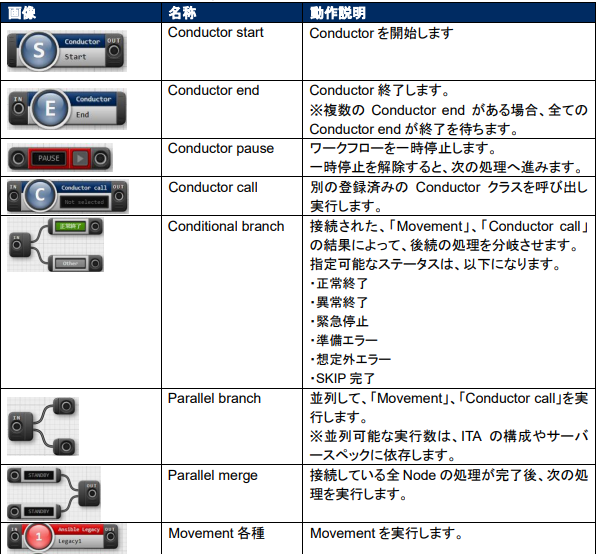 画像 名称 動作説明
S Conductor OUT
Start
Conductor start
Conductor を開始します
IN E Conductor
End
Conductor end
Conductor 終了します。
※複数の Conductor end がある場合、全ての
Conductor end が終了を待ちます。
PAUSE
Conductor pause
ワークフローを一時停止します。
一時停止を解除すると、次の処理へ進みます。
IN C Conductor call OUT
Not selected
Conductor call
別の登録済みの Conductor クラスを呼び出し
実行します。
正常終了
IN
Other
Conditional branch
接続された、「Movement」、「Conductor call」
の結果によって、後続の処理を分岐させます。
指定可能なステータスは、以下になります。
・正常終了
・異常終了
・緊急停止
・準備エラー
・想定外エラー
・SKIP 完了
IN
Parallel branch
並列して、「Movement」、「Conductor call」を実
行します。
※並列可能な実行数は、ITA の構成やサーバ
ースペックに依存します。
STANDBY
OUT
STANDBY
Parallel merge
接続している全 Node の処理が完了後、次の処
理を実行します。
IN 1 Ansible Legacy OUT
Legacy1
Movement 各種
Movement を実行します。